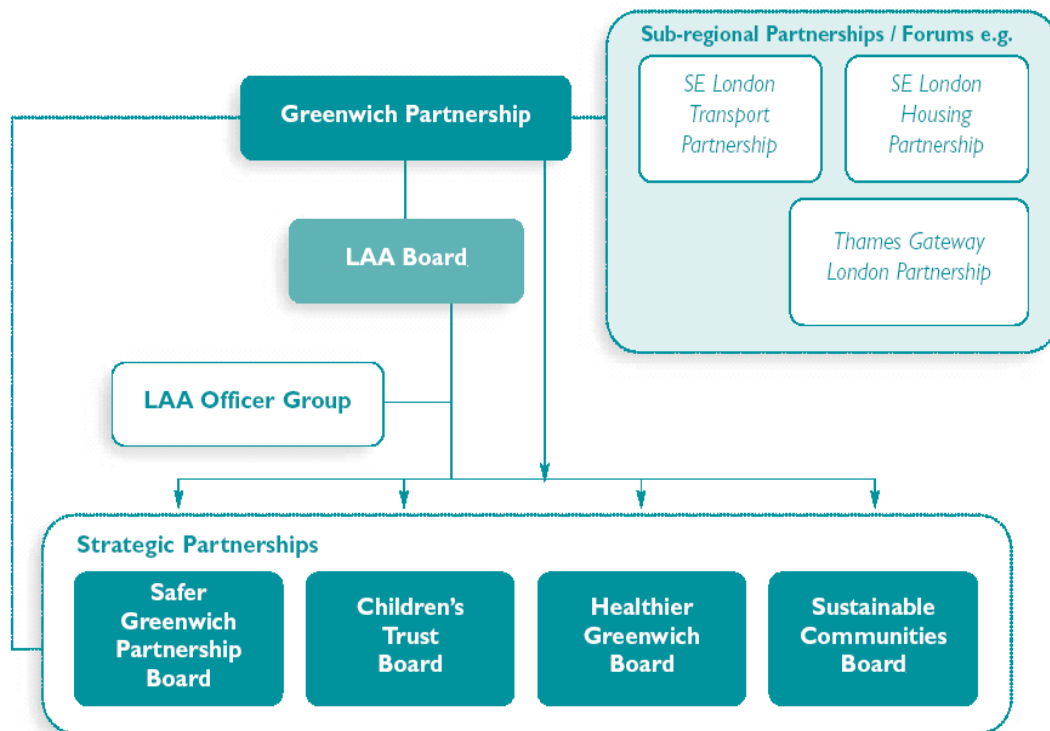 Sub-regional Partnerships / Forums e.g.
SE London
Transport
Partnership
SE London
Housing
Partnership
Thames Gateway
London Partnership
Greenwich Partnership
LAA Board
LAA Officer Group
Strategic Partnerships
Safer
Greenwich
Partnership
Board
Children’s
Trust
Board
Healthier
Greenwich
Board
Sustainable
Communities
Board